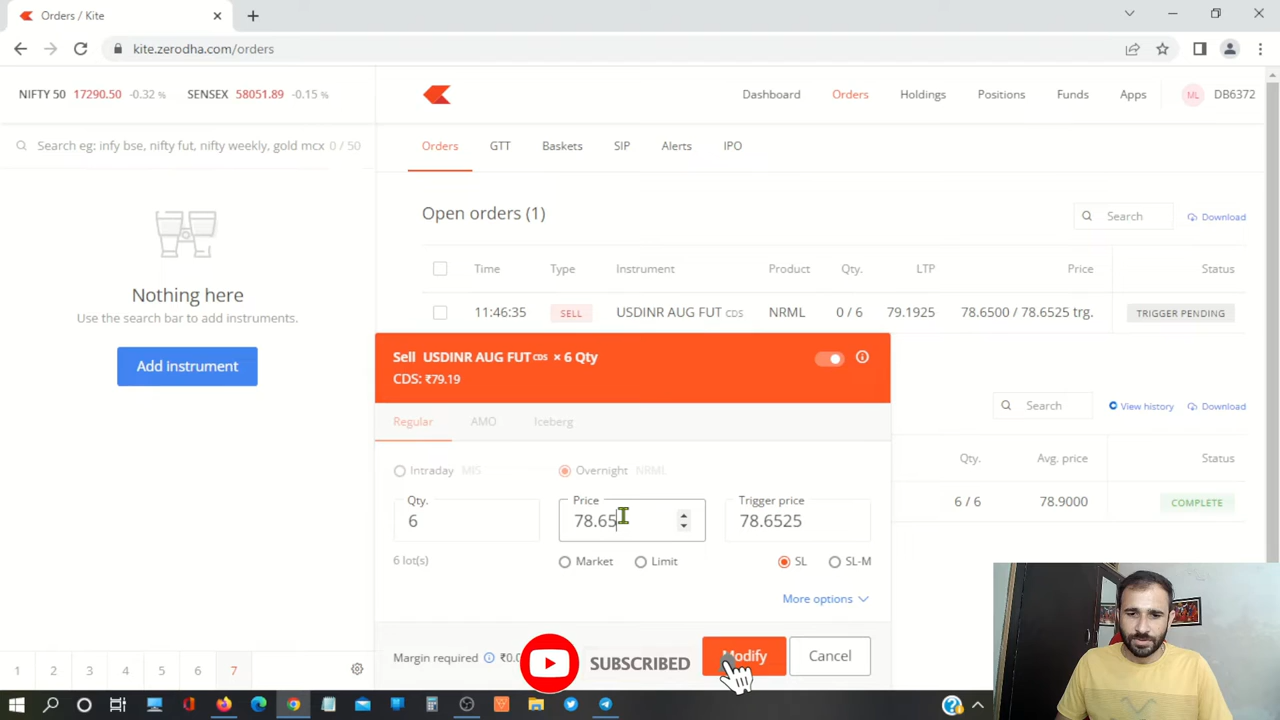 Orders / Kite
kite.zerodha.com/orders
NIFTY 50 17290.50 -0.32 % SENSEX 58051.89 -0.15 %
Dashboard Orders Holdings Positions Funds Apps ML DB6372
Search eg: infy bse, nifty fut, nifty weekly, gold mcx 0 / 50
Orders GTT Baskets SIP Alerts IPO
Open orders (1)
Search Download
Time Type Instrument Product Qty. LTP Price Status
11:46:35 SELL USDINR AUG FUT CDS NRML 0 / 6 79.1925 78.6500 / 78.6525 trg. TRIGGER PENDING
Nothing here
Use the search bar to add instruments.
Add instrument
Sell USDINR AUG FUT CDS × 6 Qty
CDS: ₹79.19
Search View history Download
Regular AMO Iceberg
Qty. Avg. price Status
Intraday MIS Overnight NRML
6 / 6 78.9000 COMPLETE
Qty. Price Trigger price
6 78.65 78.6525
6 lot(s) Market Limit SL SL-M
More options
Margin required ₹0.0 SUBSCRIBED Modify Cancel
1 2 3 4 5 6 7